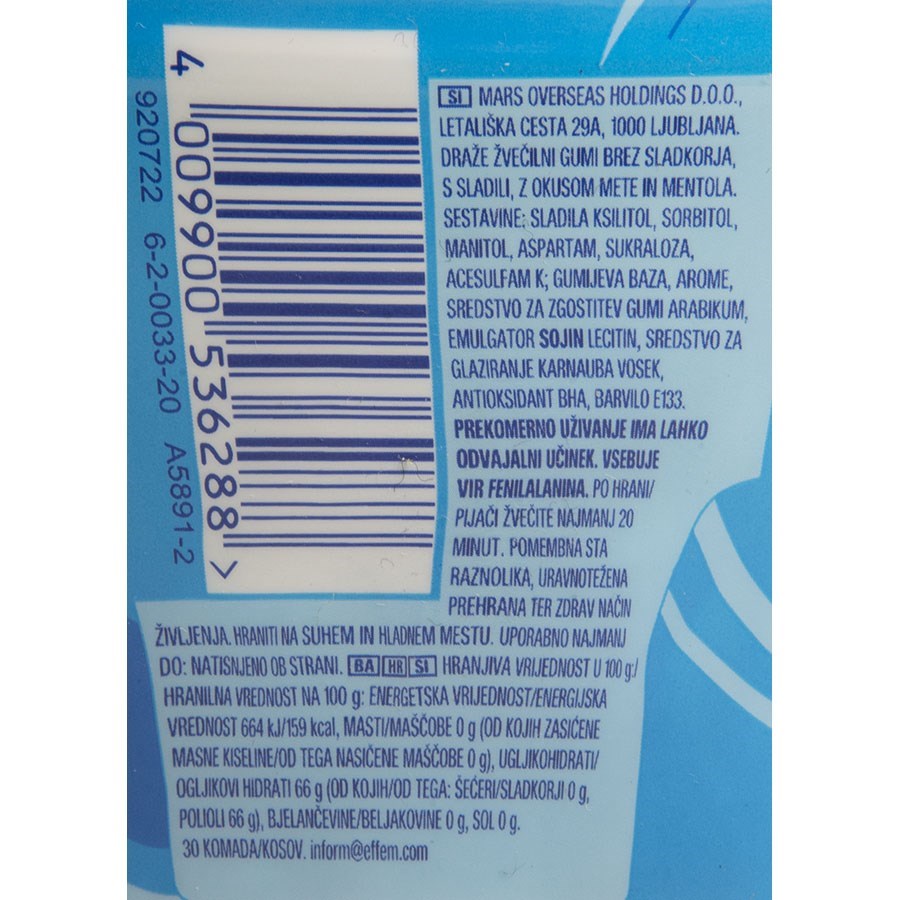 4 009900 536288 >
920722 6-2-0033-20 A5891-2
SI MARS OVERSEAS HOLDINGS D.O.O.,
LETALIŠKA CESTA 29A, 1000 LJUBLJANA.
DRAŽE ŽVEČILNI GUMI BREZ SLADKORJA,
S SLADILI, Z OKUSOM METE IN MENTOLA.
SESTAVINE: SLADILA KSILITOL, SORBITOL,
MANITOL, ASPARTAM, SUKRALOZA,
ACESULFAM K; GUMIJEVA BAZA, AROME,
SREDSTVO ZA ZGOSTITEV GUMI ARABIKUM,
EMULGATOR SOJIN LECITIN, SREDSTVO ZA
GLAZIRANJE KARNAUBA VOSEK,
ANTIOKSIDANT BHA, BARVILO E133.
PREKOMERNO UŽIVANJE IMA LAHKO
ODVAJALNI UČINEK. VSEBUJE
VIR FENILALANINA. PO HRANI/
PIJAČI ŽVEČITE NAJMANJ 20
MINUT. POMEMBNA STA
RAZNOLIKA, URAVNOTEŽENA
PREHRANA TER ZDRAV NAČIN
ŽIVLJENJA. HRANITI NA SUHEM IN HLADNEM MESTU. UPORABNO NAJMANJ
DO: NATISNJENO OB STRANI. BA HR SI HRANJIVA VRIJEDNOST U 100 g:/
HRANILNA VREDNOST NA 100 g: ENERGETSKA VRIJEDNOST/ENERGIJSKA
VREDNOST 664 kJ/159 kcal, MASTI/MAŠČOBE 0 g (OD KOJIH ZASIĆENE
MASNE KISELINE/OD TEGA NASIČENE MAŠČOBE 0 g), UGLJIKOHIDRATI/
OGLJIKOVI HIDRATI 66 g (OD KOJIH/OD TEGA: ŠEĆERI/SLADKORJI 0 g,
POLIOLI 66 g), BJELANČEVINE/BELJAKOVINE 0 g, SOL 0 g.
30 KOMADA/KOSOV. inform@effem.com